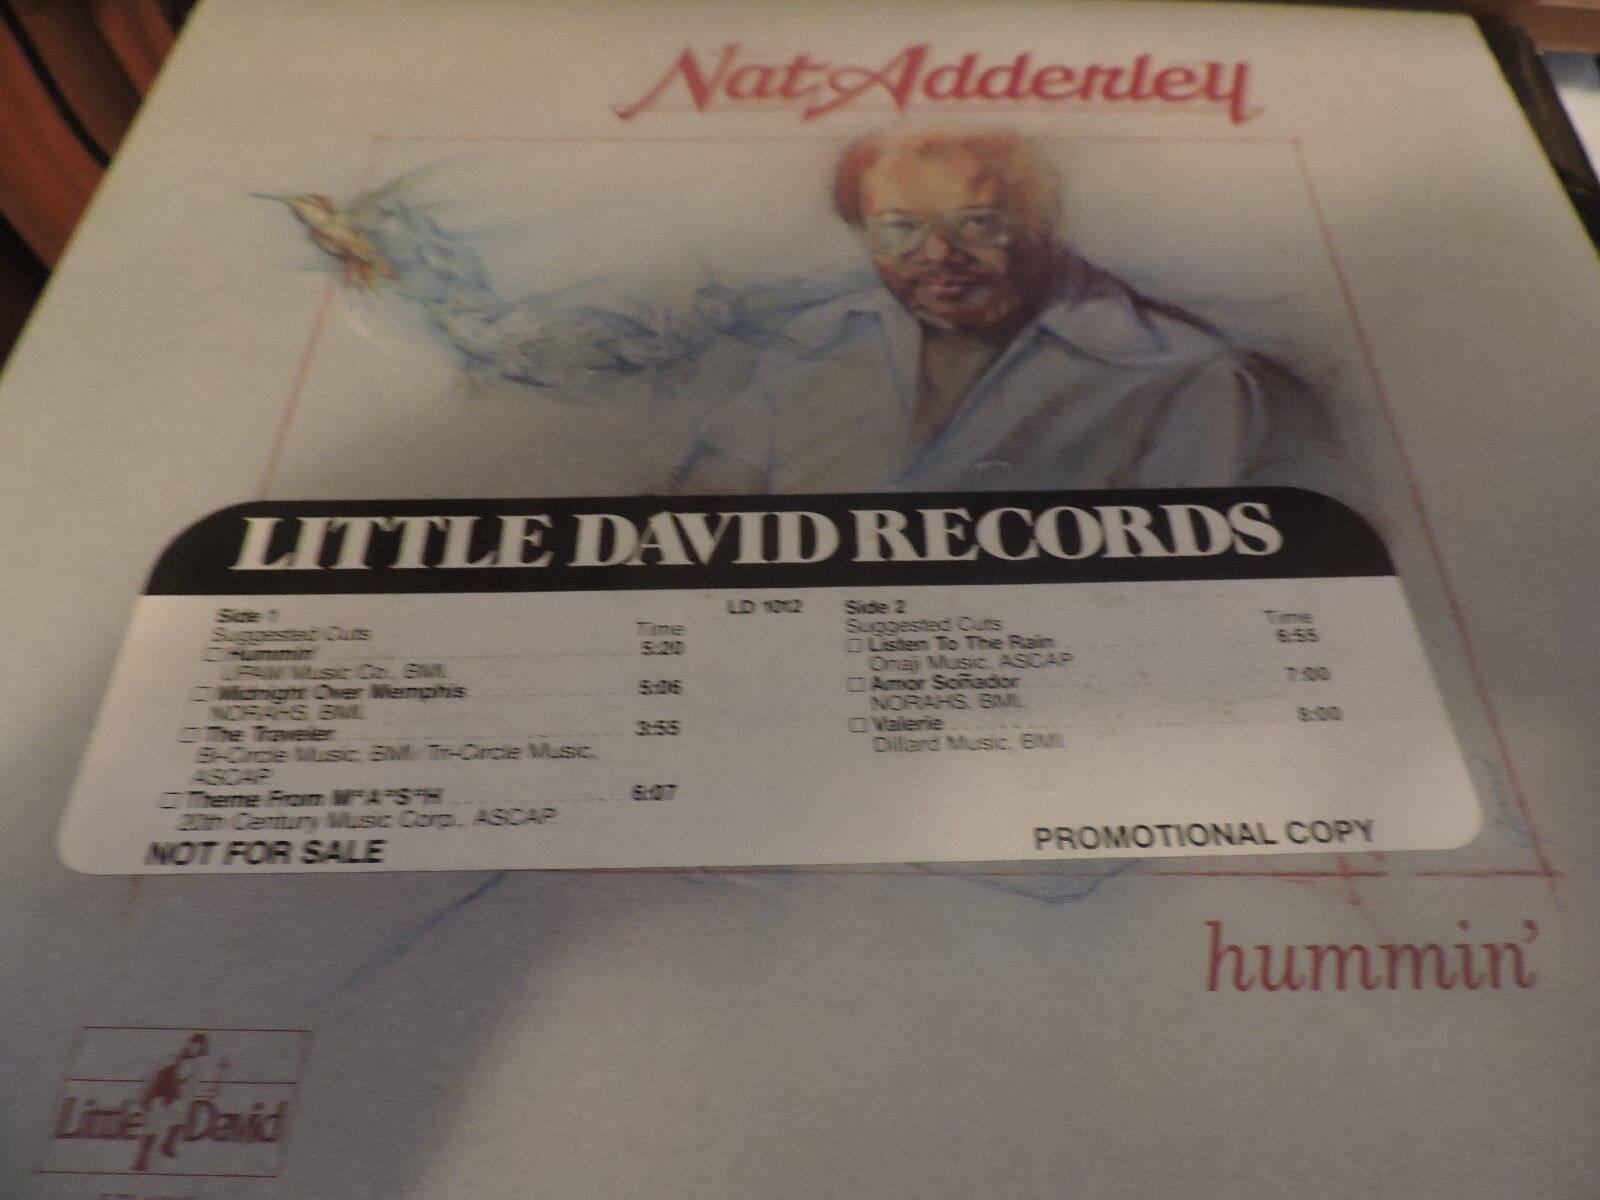 Nat Adderley
LITTLE DAVID RECORDS
LD 1012
Side 1
Suggested Cuts Time
Hummin' 5:20
UPAM Music Co., BMI.
Midnight Over Memphis 5:06
NORAHS, BMI.
The Traveler 3:55
Bi-Circle Music, BMI/Tri-Circle Music,
ASCAP
Theme From M*A*S*H 6:07
20th Century Music Corp., ASCAP
NOT FOR SALE
Side 2
Suggested Cuts Time
Listen To The Rain 6:55
Onaji Music, ASCAP
Amor Soñador 7:00
NORAHS, BMI.
Valerie 8:00
Dillard Music, BMI
PROMOTIONAL COPY
hummin'
Little David